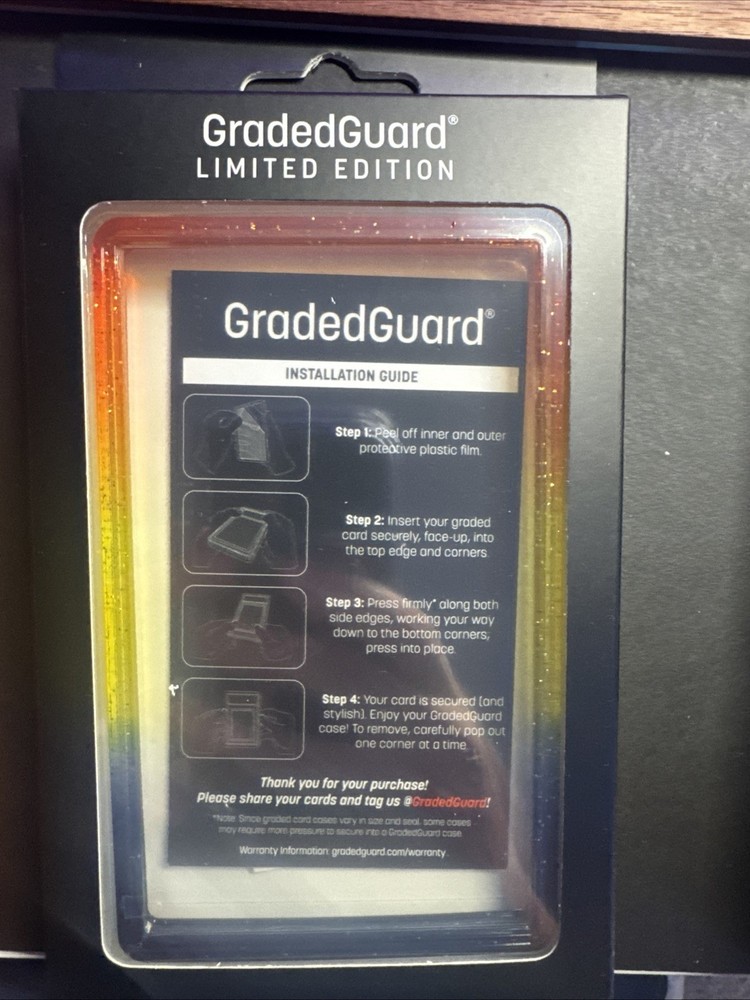 GradedGuard®
LIMITED EDITION
GradedGuard®
INSTALLATION GUIDE
Step 1: Peel off inner and outer
protective plastic film.
Step 2: Insert your graded
card securely, face-up, into
the top edge and corners.
Step 3: Press firmly* along both
side edges, working your way
down to the bottom corners;
press into place.
Step 4: Your card is secured (and
stylish). Enjoy your GradedGuard
case! To remove, carefully pop out
one corner at a time.
Thank you for your purchase!
Please share your cards and tag us @GradedGuard!
*Note: Since graded card cases vary in size and seal, some cases
may require more pressure to secure into a GradedGuard case.
Warranty Information: gradedguard.com/warranty